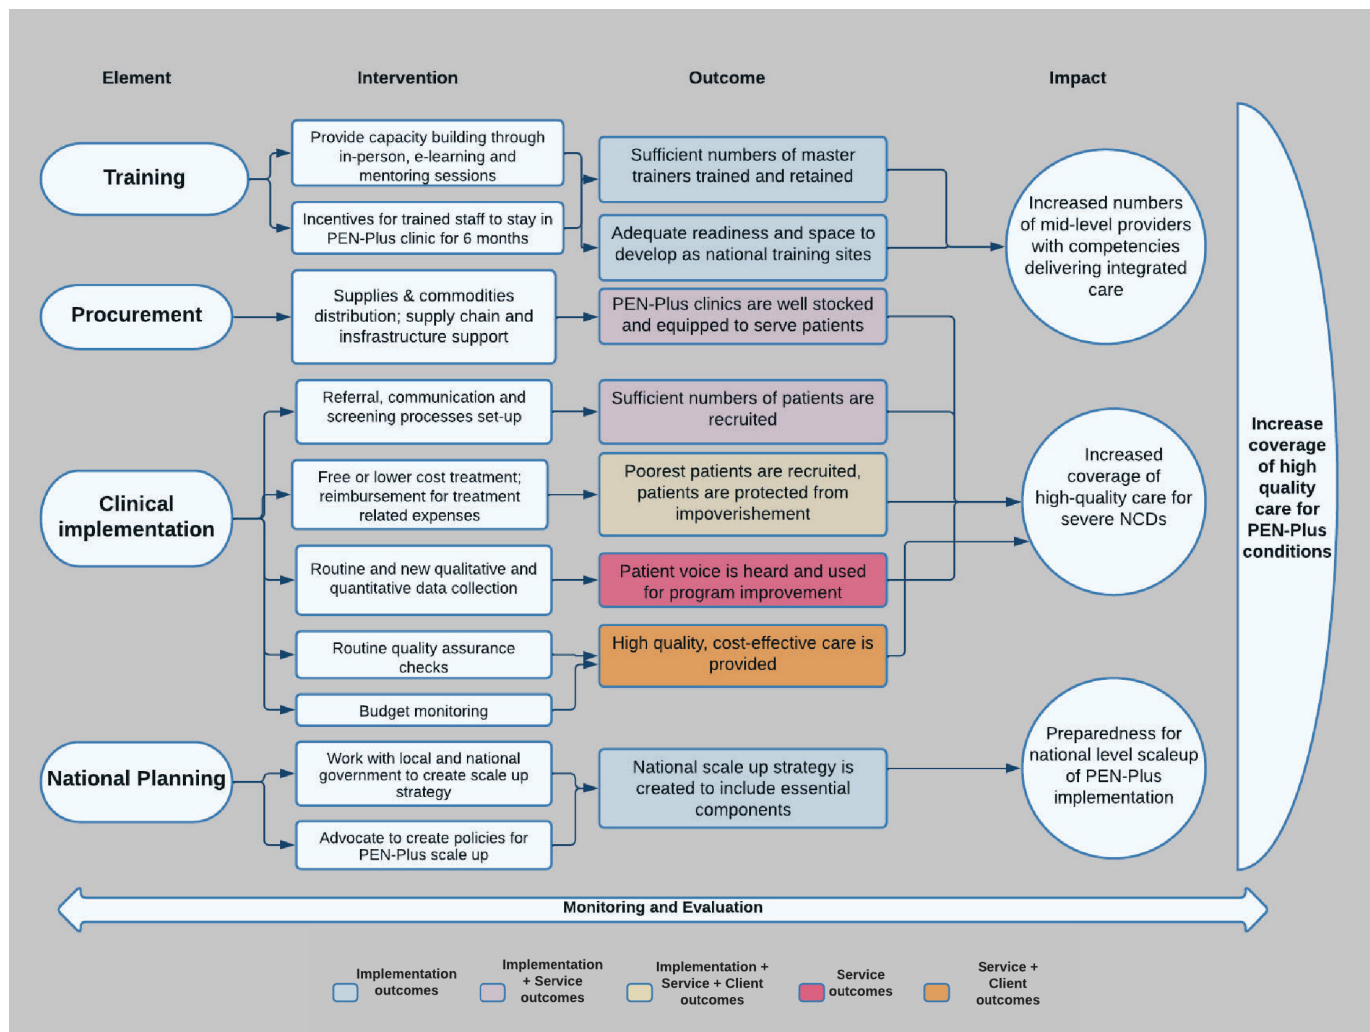 Element
Intervention
Outcome
Impact
Training
Provide capacity building through
in-person, e-learning and
mentoring sessions
Incentives for trained staff to stay in
PEN-Plus clinic for 6 months
Sufficient numbers of master
trainers trained and retained
Adequate readiness and space to
develop as national training sites
Increased numbers
of mid-level providers
with competencies
delivering integrated
care
Procurement
Supplies & commodities
distribution; supply chain and
insfrastructure support
PEN-Plus clinics are well stocked
and equipped to serve patients
Clinical
implementation
Referral, communication and
screening processes set-up
Sufficient numbers of patients are
recruited
Free or lower cost treatment;
reimbursement for treatment
related expenses
Poorest patients are recruited,
patients are protected from
impoverishement
Routine and new qualitative and
quantitative data collection
Patient voice is heard and used
for program improvement
Routine quality assurance
checks
Budget monitoring
High quality, cost-effective care is
provided
Increased
coverage of
high-quality care for
severe NCDs
National Planning
Work with local and national
government to create scale up
strategy
Advocate to create policies for
PEN-Plus scale up
National scale up strategy is
created to include essential
components
Preparedness for
national level scaleup
of PEN-Plus
implementation
Increase
coverage
of high
quality
care for
PEN-Plus
conditions
Monitoring and Evaluation
Implementation
outcomes
Implementation
+ Service
outcomes
Implementation +
Service + Client
outcomes
Service
outcomes
Service +
Client
outcomes